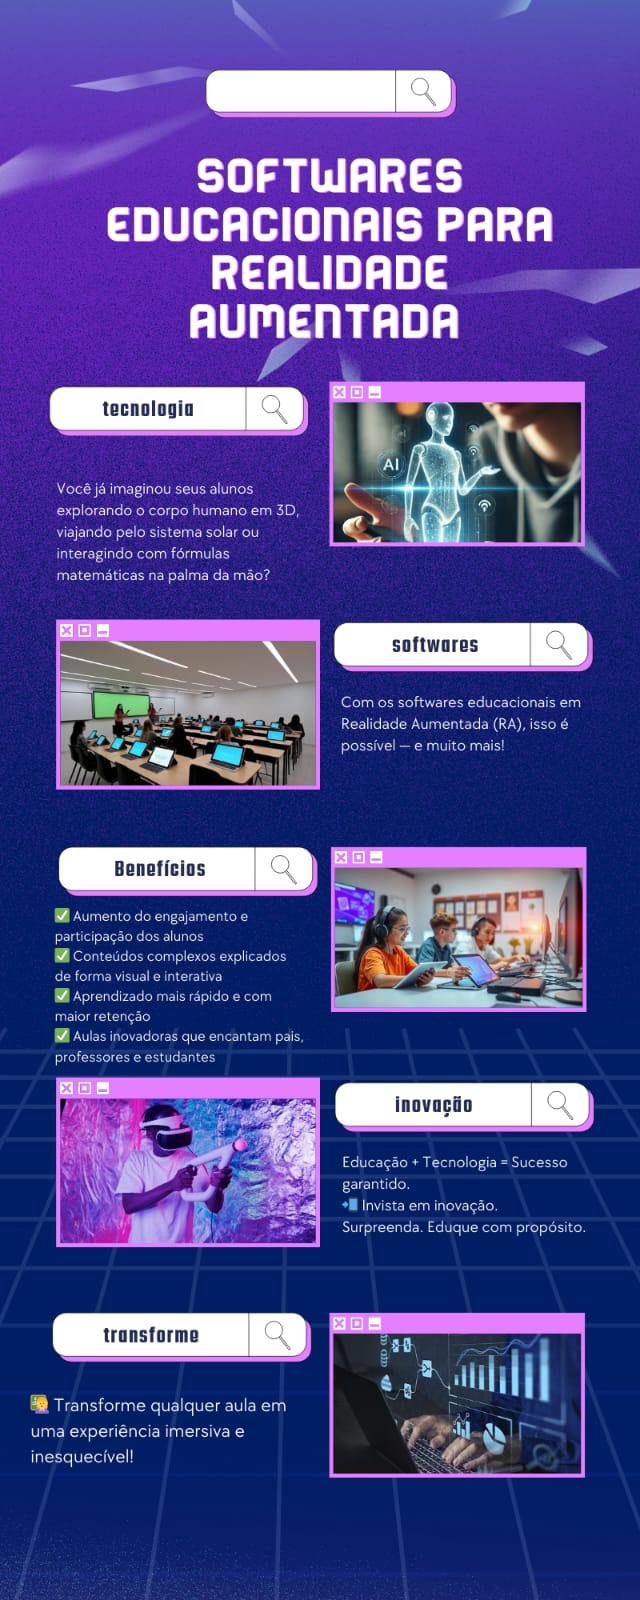 SOFTWARES
EDUCACIONAIS PARA
REALIDADE
AUMENTADA
tecnologia
AI
Você já imaginou seus alunos
explorando o corpo humano em 3D,
viajando pelo sistema solar ou
interagindo com fórmulas
matemáticas na palma da mão?
softwares
Com os softwares educacionais em
Realidade Aumentada (RA), isso é
possível — e muito mais!
Benefícios
✅ Aumento do engajamento e
participação dos alunos
✅ Conteúdos complexos explicados
de forma visual e interativa
✅ Aprendizado mais rápido e com
maior retenção
✅ Aulas inovadoras que encantam pais,
professores e estudantes
inovação
Educação + Tecnologia = Sucesso
garantido.
📲 Invista em inovação.
Surpreenda. Eduque com propósito.
transforme
👩‍🏫 Transforme qualquer aula em
uma experiência imersiva e
inesquecível!